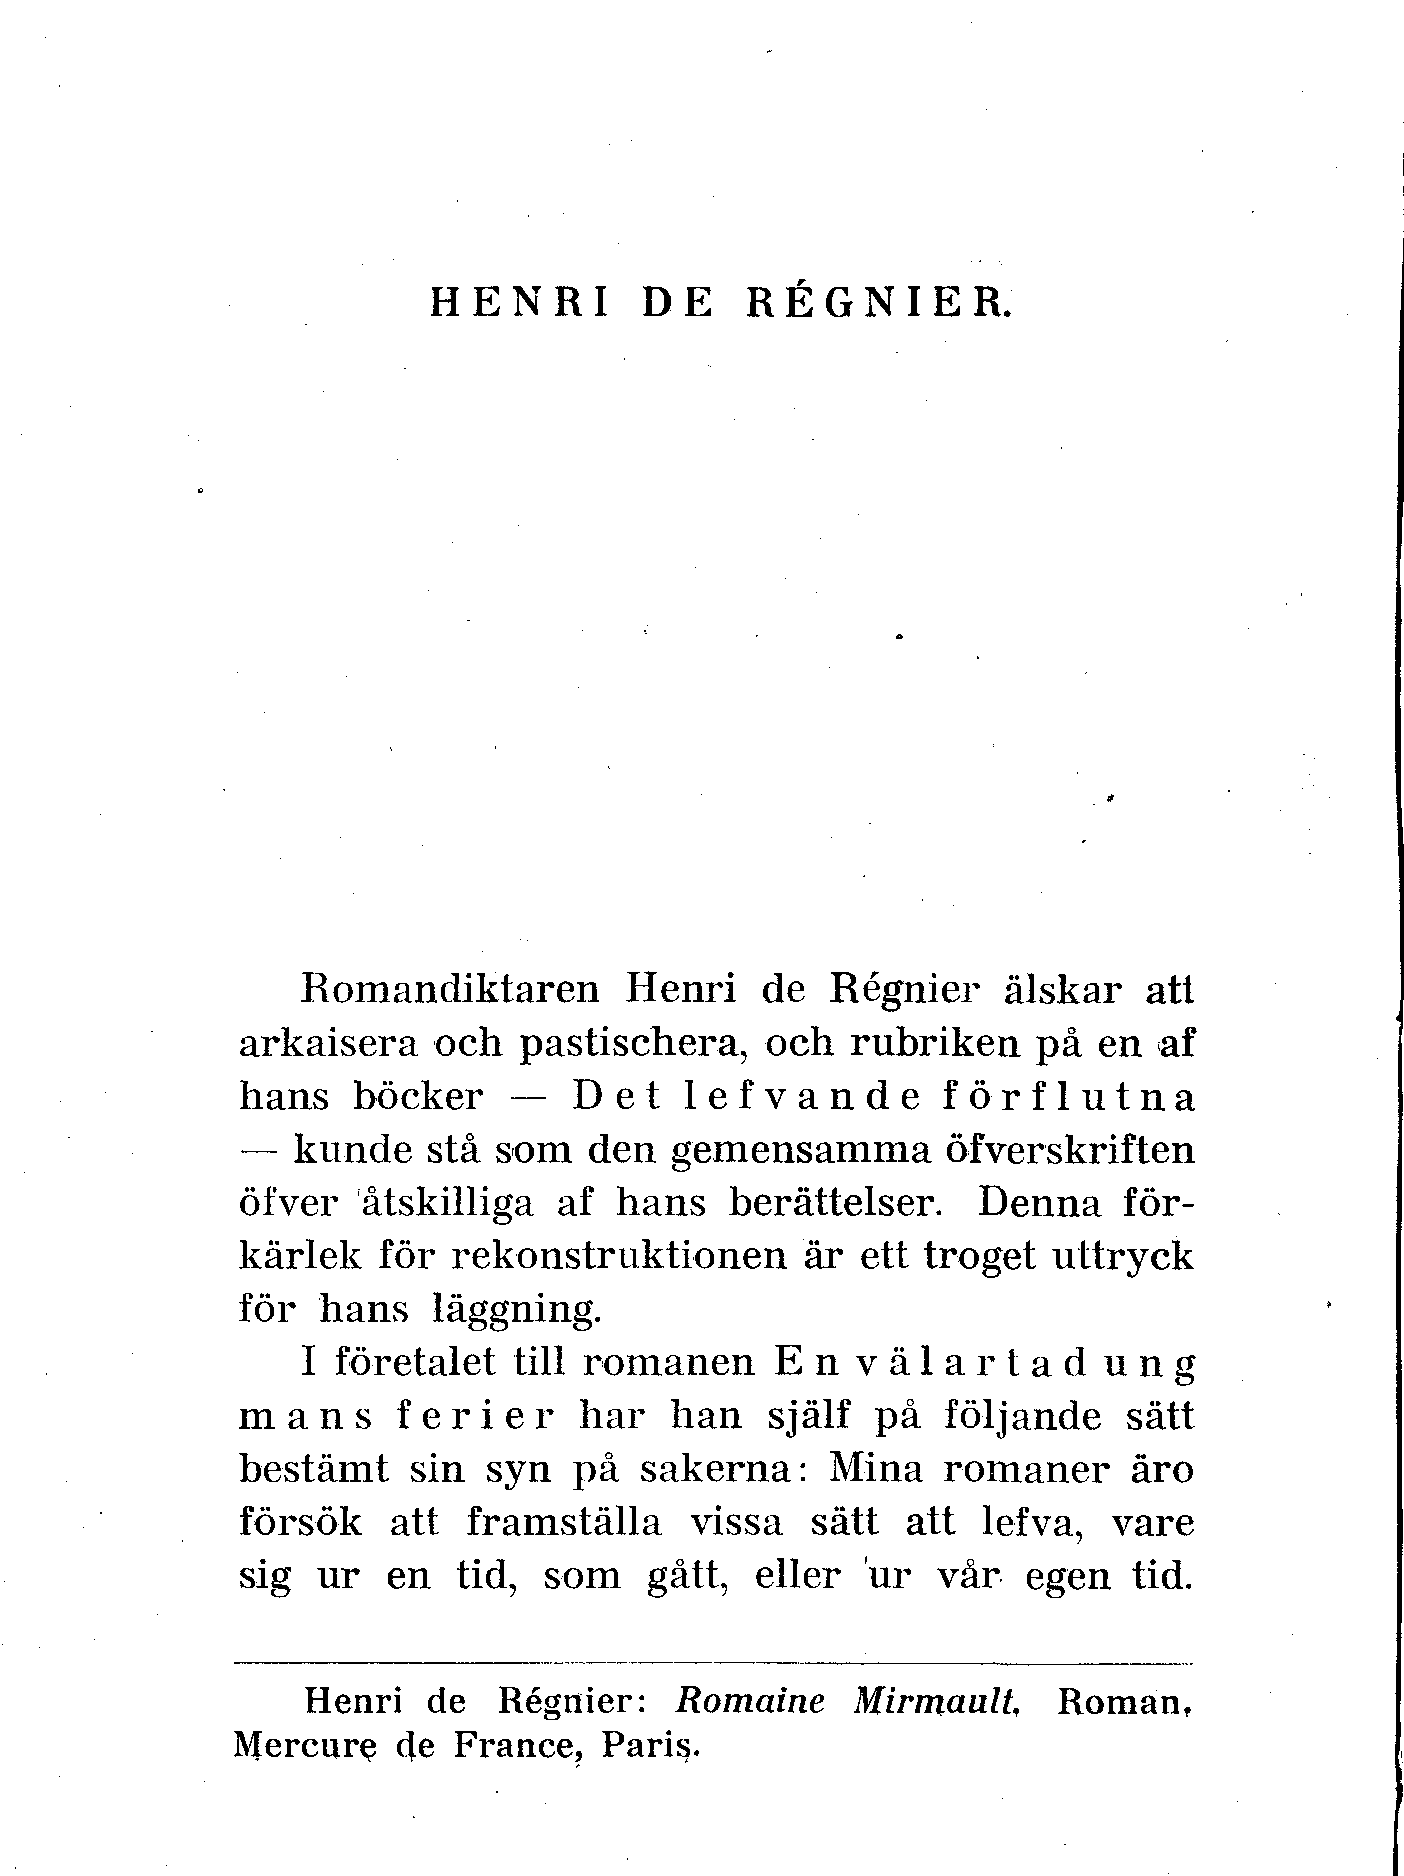 HENRI DE RÉGNIER.
Romandiktaren Henri de Régnier älskar att
arkaisera och pastischera, och rubriken på en af
hans böcker — Det lefvande förflutna
— kunde stå som den gemensamma öfverskriften
öfver åtskilliga af hans berättelser. Denna för-
kärlek för rekonstruktionen är ett troget uttryck
för hans läggning.
I företalet till romanen En välartad ung
mans ferier har han själf på följande sätt
bestämt sin syn på sakerna: Mina romaner äro
försök att framställa vissa sätt att lefva, vare
sig ur en tid, som gått, eller ur vår egen tid.
Henri de Régnier: Romaine Mirmault. Roman,
Mercure de France, Paris.